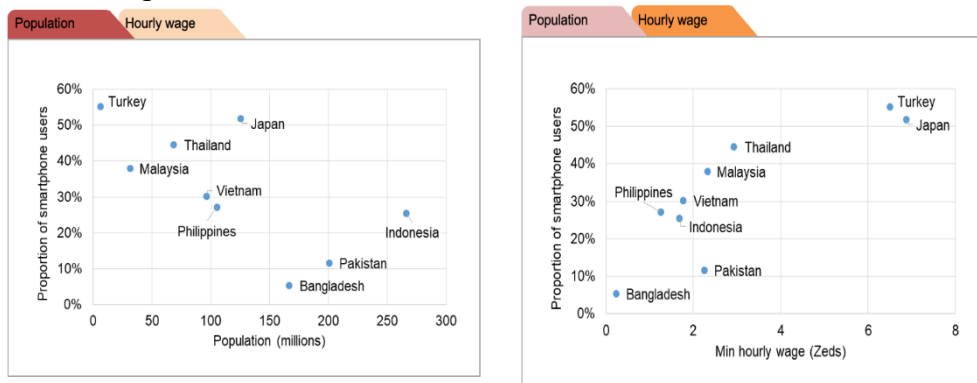 Population
Hourly wage
Proportion of smartphone users
60%
50%
40%
30%
20%
10%
0%
Turkey
Japan
Thailand
Malaysia
Vietnam
Philippines
Indonesia
Pakistan
Bangladesh
0 50 100 150 200 250 300
Population (millions)
Population
Hourly wage
Proportion of smartphone users
60%
50%
40%
30%
20%
10%
0%
Turkey
Japan
Thailand
Malaysia
Philippines
Vietnam
Indonesia
Pakistan
Bangladesh
0 2 4 6 8
Min hourly wage (Zeds)